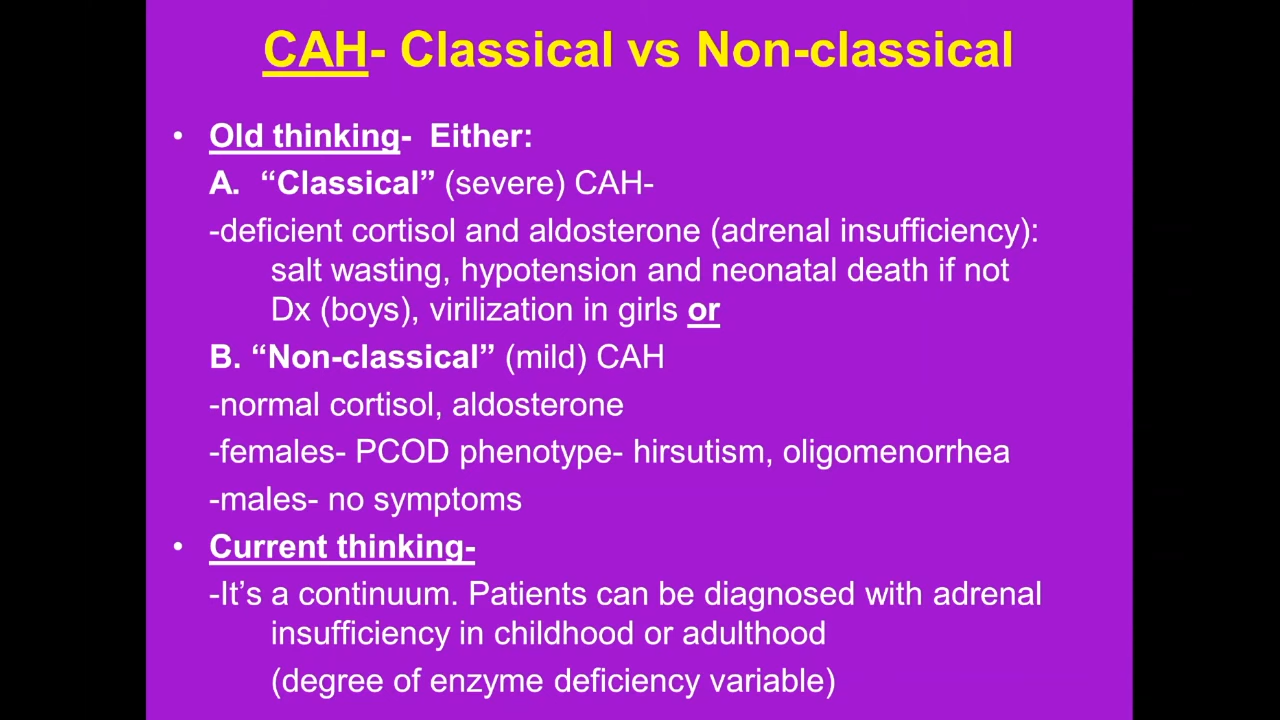 CAH- Classical vs Non-classical
• Old thinking- Either:
A. “Classical” (severe) CAH-
-deficient cortisol and aldosterone (adrenal insufficiency):
salt wasting, hypotension and neonatal death if not
Dx (boys), virilization in girls or
B. “Non-classical” (mild) CAH
-normal cortisol, aldosterone
-females- PCOD phenotype- hirsutism, oligomenorrhea
-males- no symptoms
• Current thinking-
-It’s a continuum. Patients can be diagnosed with adrenal
insufficiency in childhood or adulthood
(degree of enzyme deficiency variable)